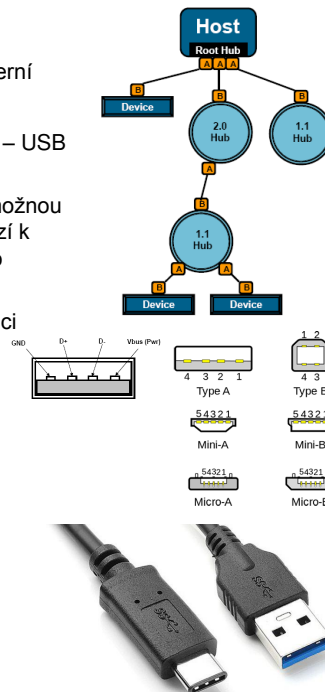 Host
Root Hub
A A A
erní
B
B
B
Device
2.0
Hub
1.1
Hub
– USB
A
ožnou
zí k
B
1.1
Hub
A
A
B
B
Device
Device
ci
GND
D+
D-
Vbus (Pwr)
4 3 2 1
Type A
1 2
4 3
Type B
5 4 3 2 1
Mini-A
5 4 3 2 1
Mini-B
54321
Micro-A
54321
Micro-B